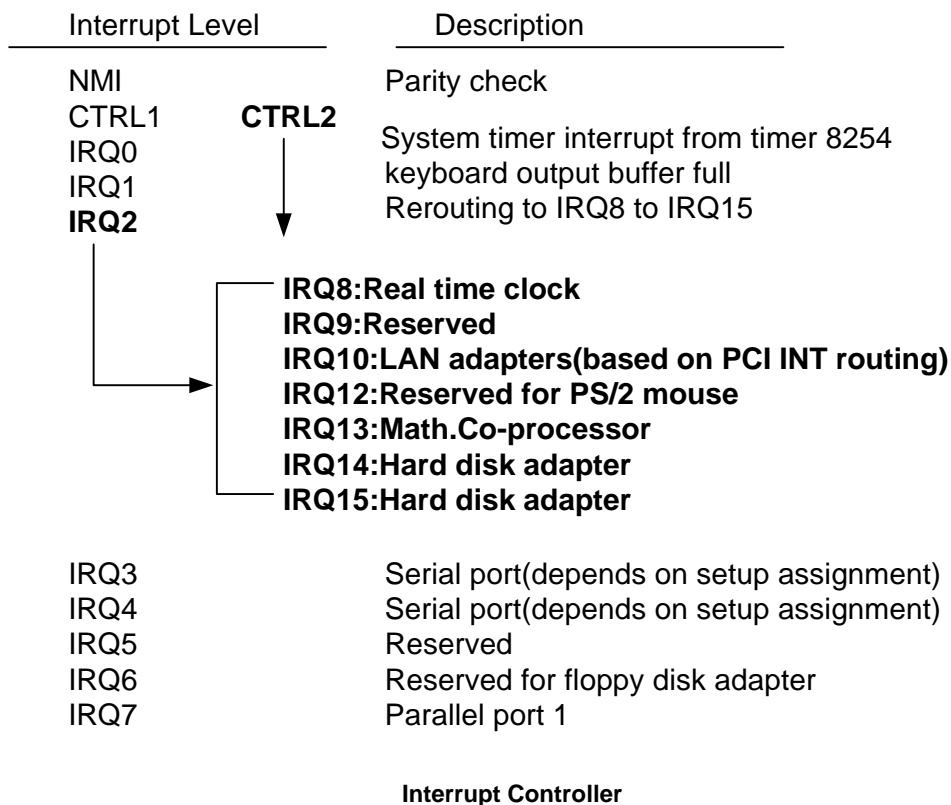 Interrupt Level Description
NMI Parity check
CTRL1 CTRL2
IRQ0 System timer interrupt from timer 8254
IRQ1 keyboard output buffer full
IRQ2 Rerouting to IRQ8 to IRQ15
IRQ8:Real time clock
IRQ9:Reserved
IRQ10:LAN adapters(based on PCI INT routing)
IRQ12:Reserved for PS/2 mouse
IRQ13:Math.Co-processor
IRQ14:Hard disk adapter
IRQ15:Hard disk adapter
IRQ3 Serial port(depends on setup assignment)
IRQ4 Serial port(depends on setup assignment)
IRQ5 Reserved
IRQ6 Reserved for floppy disk adapter
IRQ7 Parallel port 1
Interrupt Controller